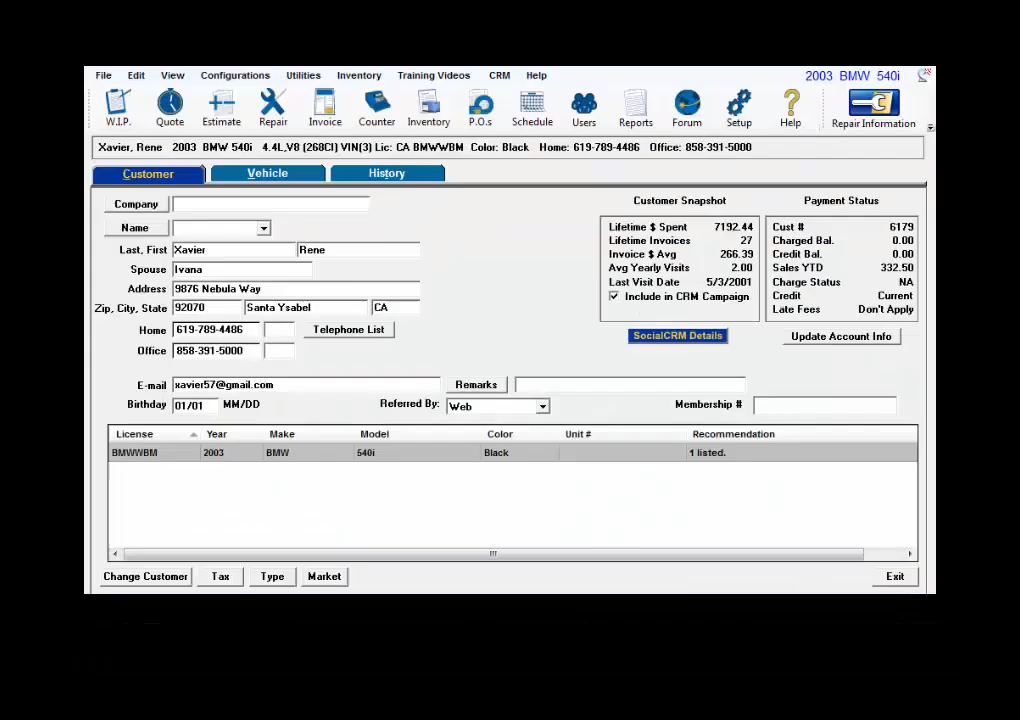 File Edit View Configurations Utilities Inventory Training Videos CRM Help 2003 BMW 540i
W.I.P. Quote Estimate Repair Invoice Counter Inventory P.O.s Schedule Users Reports Forum Setup Help Repair Information
Xavier, Rene 2003 BMW 540i 4.4L,V8 (268CI) VIN(3) Lic: CA BMWWBM Color: Black Home: 619-789-4486 Office: 858-391-5000
Customer Vehicle History
Company
Name
Last, First Xavier Rene
Spouse Ivana
Address 9876 Nebula Way
Zip, City, State 92070 Santa Ysabel CA
Home 619-789-4486 Telephone List
Office 858-391-5000
Customer Snapshot
Lifetime $ Spent 7192.44
Lifetime Invoices 27
Invoice $ Avg 266.39
Avg Yearly Visits 2.00
Last Visit Date 5/3/2001
Include in CRM Campaign
SocialCRM Details
Payment Status
Cust # 6179
Charged Bal. 0.00
Credit Bal. 0.00
Sales YTD 332.50
Charge Status NA
Credit Current
Late Fees Don't Apply
Update Account Info
E-mail xavier57@gmail.com Remarks
Birthday 01/01 MM/DD Referred By: Web Membership #
License Year Make Model Color Unit # Recommendation
BMWWBM 2003 BMW 540i Black 1 listed.
Change Customer Tax Type Market Exit